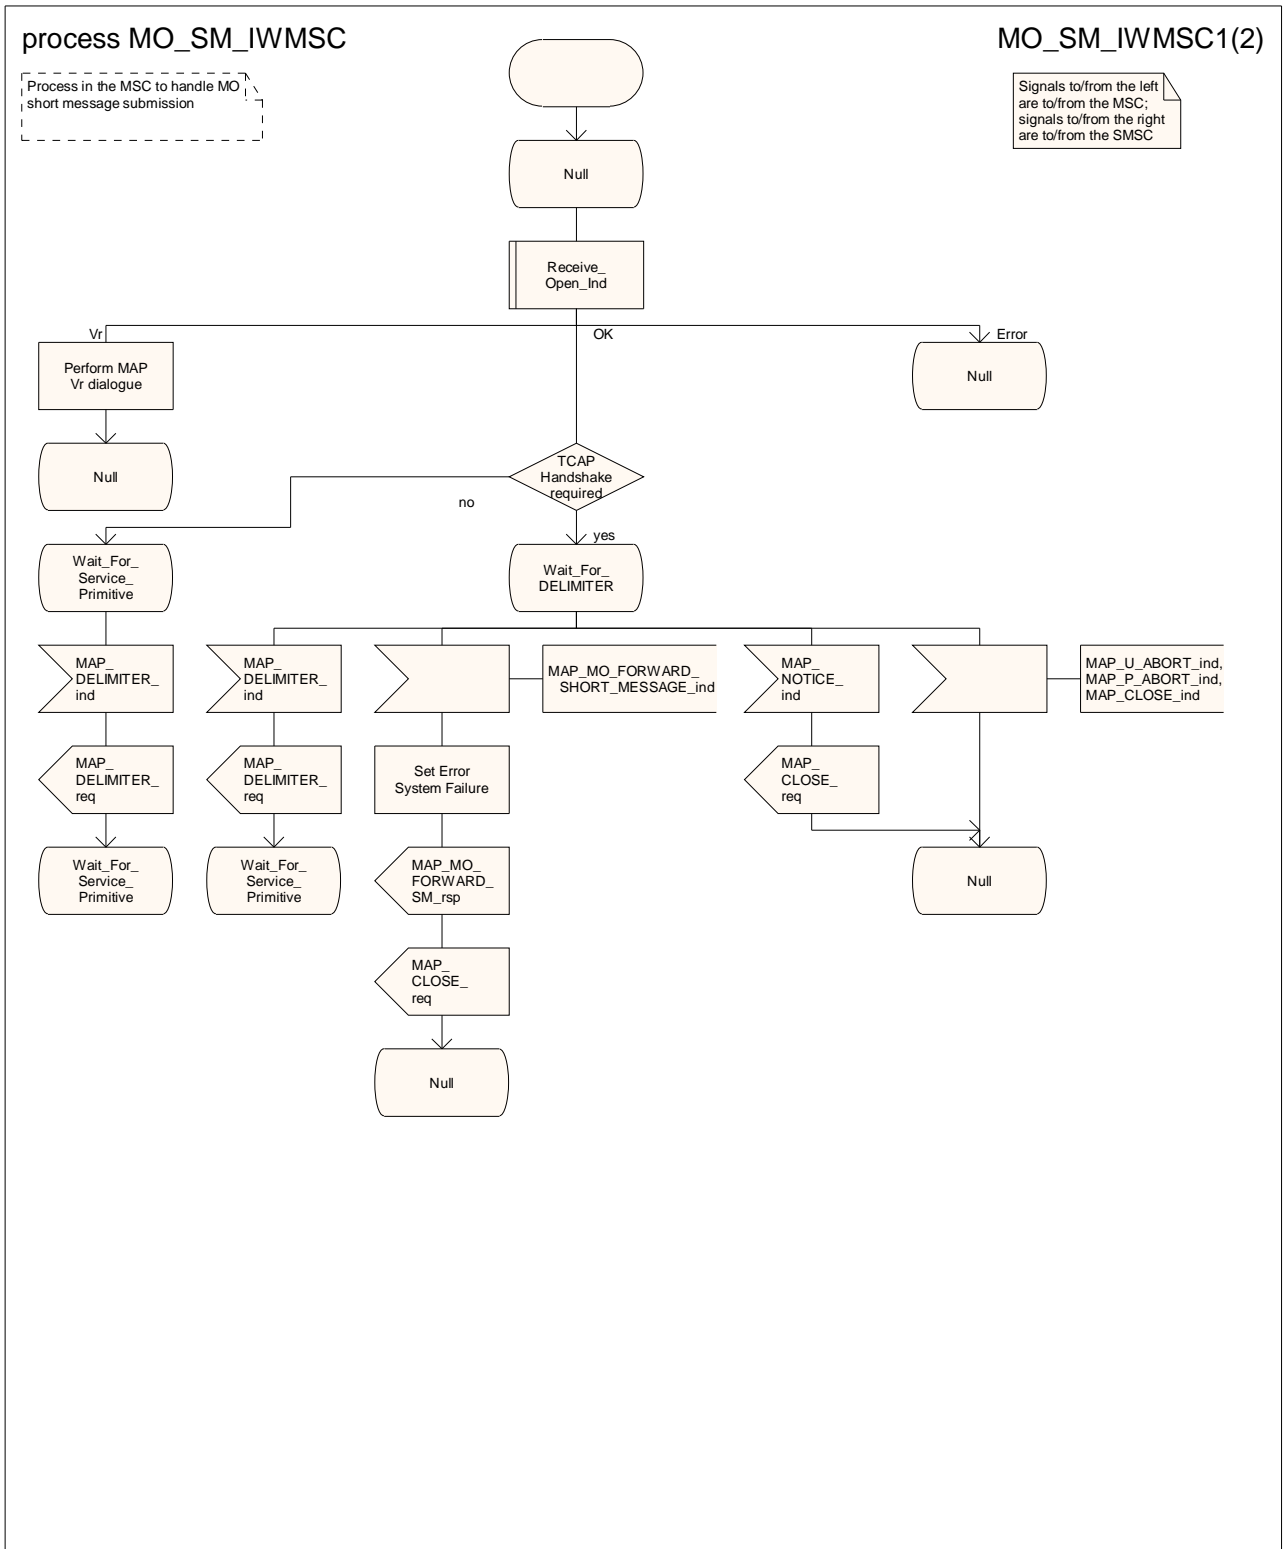 process MO_SM_IWMSC
MO_SM_IWMSC1(2)
Process in the MSC to handle MO
short message submission
Signals to/from the left
are to/from the MSC;
signals to/from the right
are to/from the SMSC
Null
Receive_
Open_Ind
Vr
OK
Error
Perform MAP
Vr dialogue
Null
Null
TCAP
Handshake
required
no
yes
Wait_For_
Service_
Primitive
Wait_For_
DELIMITER
MAP_
DELIMITER_
ind
MAP_
DELIMITER_
ind
MAP_MO_FORWARD_
SHORT_MESSAGE_ind
MAP_
NOTICE_
ind
MAP_U_ABORT_ind,
MAP_P_ABORT_ind,
MAP_CLOSE_ind
MAP_
DELIMITER_
req
MAP_
DELIMITER_
req
Set Error
System Failure
MAP_
CLOSE_
req
Wait_For_
Service_
Primitive
Wait_For_
Service_
Primitive
MAP_MO_
FORWARD_
SM_rsp
Null
MAP_
CLOSE_
req
Null